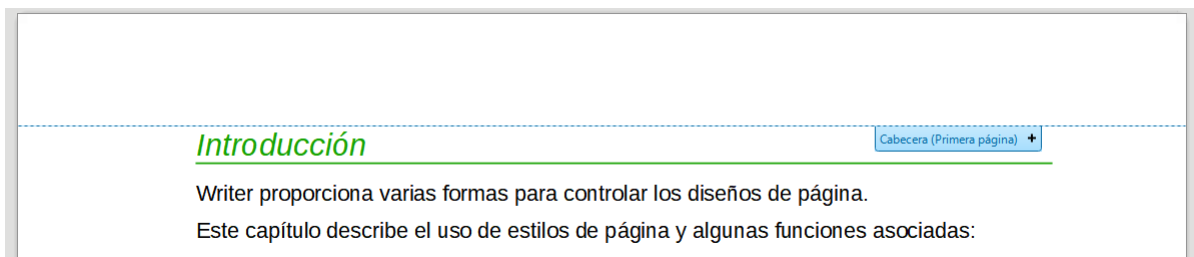 Introducción
Cabecera (Primera página) +
Writer proporciona varias formas para controlar los diseños de página.
Este capítulo describe el uso de estilos de página y algunas funciones asociadas: